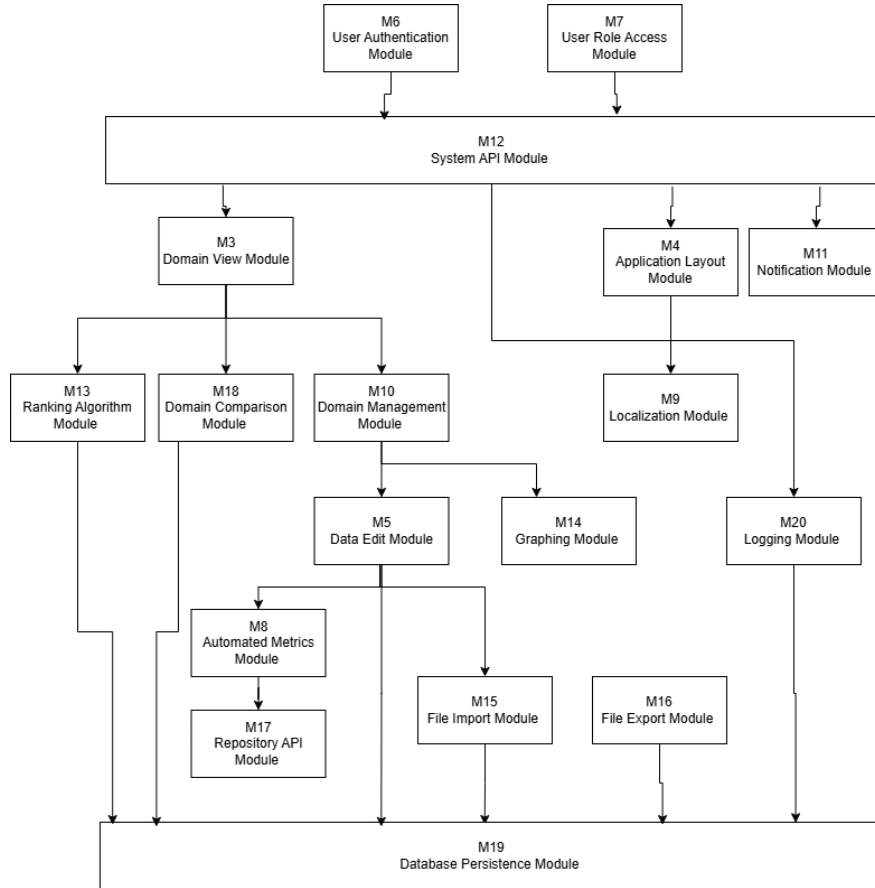 M6
User Authentication
Module
M7
User Role Access
Module
M12
System API Module
M3
Domain View Module
M4
Application Layout
Module
M11
Notification Module
M13
Ranking Algorithm
Module
M18
Domain Comparison
Module
M10
Domain Management
Module
M9
Localization Module
M5
Data Edit Module
M14
Graphing Module
M20
Logging Module
M8
Automated Metrics
Module
M15
File Import Module
M16
File Export Module
M17
Repository API
Module
M19
Database Persistence Module